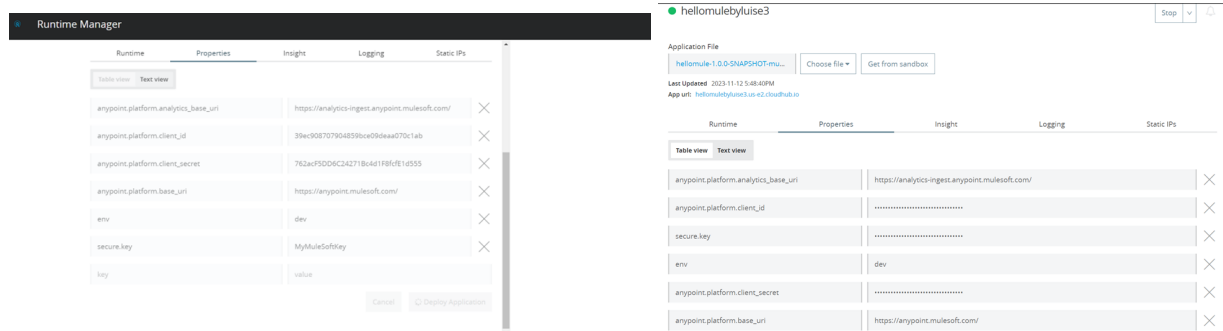 Runtime Manager
Runtime Properties Insight Logging Static IPs
Table view Text view
anypoint.platform.analytics_base_uri https://analytics-ingest.anypoint.mulesoft.com/
anypoint.platform.client_id 39ec908707904859bce09deaa070c1ab
anypoint.platform.client_secret 762acF5DD6C24271Bc4d1F8fcfE1d555
anypoint.platform.base_uri https://anypoint.mulesoft.com/
env dev
secure.key MyMuleSoftKey
key value
Cancel Deploy Application
hellomulebyluise3
Stop
Application File
hellomule-1.0.0-SNAPSHOT-mu... Choose file Get from sandbox
Last Updated 2023-11-12 5:48:40PM
App url: hellomulebyluise3.us-e2.cloudhub.io
Runtime Properties Insight Logging Static IPs
Table view Text view
anypoint.platform.analytics_base_uri https://analytics-ingest.anypoint.mulesoft.com/
anypoint.platform.client_id ••••••••••••••••••••••••••••••••
secure.key ••••••••••••••••••••••••••••••••
env dev
anypoint.platform.client_secret ••••••••••••••••••••••••••••••••
anypoint.platform.base_uri https://anypoint.mulesoft.com/